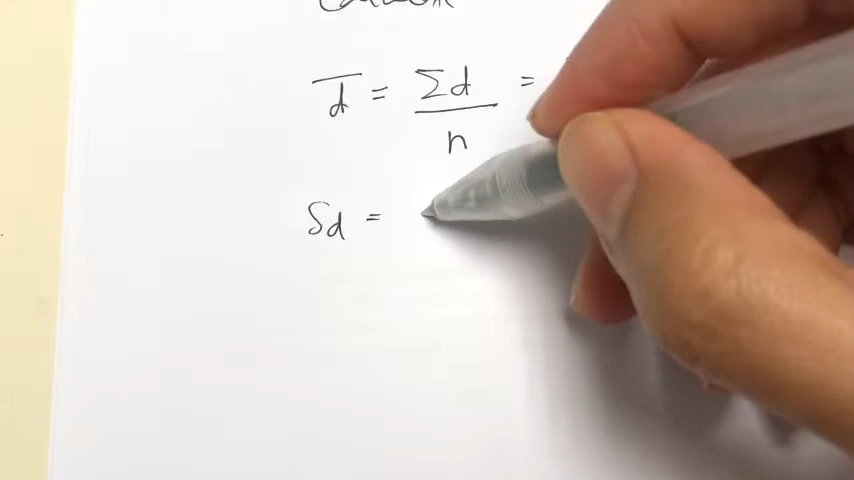 d̅ = Σd / n =
Sd =